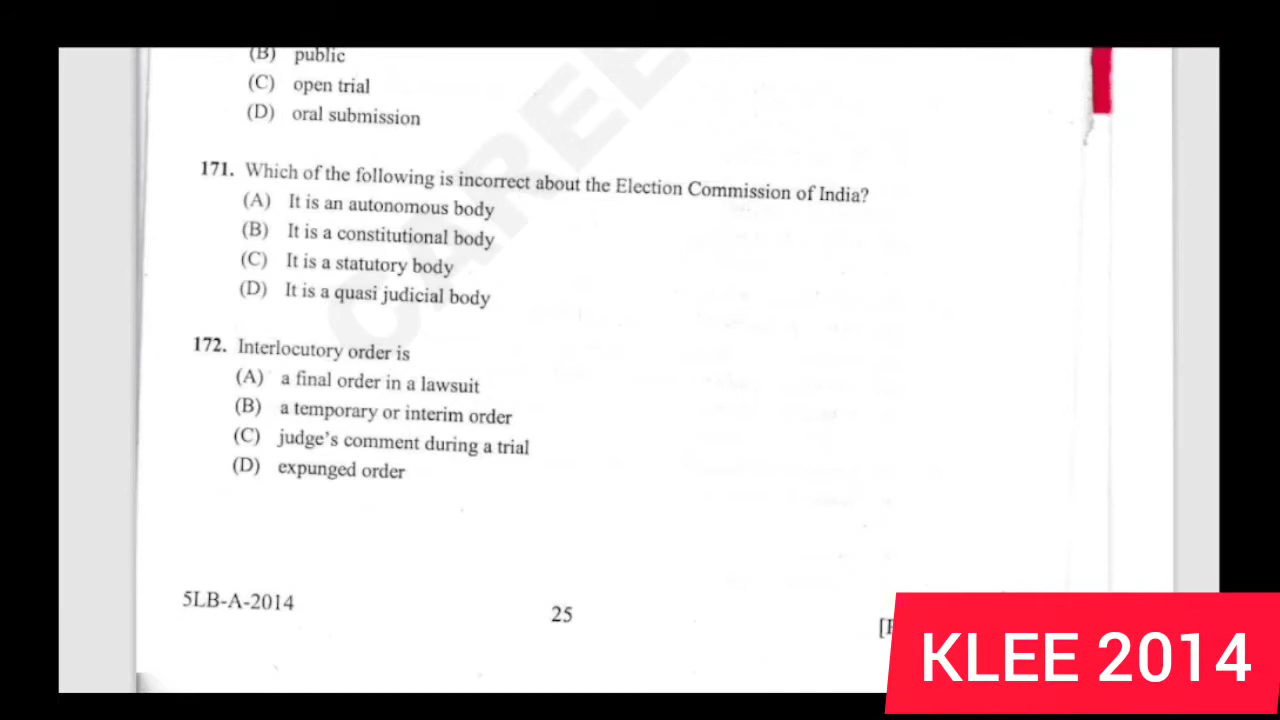 (B) public
(C) open trial
(D) oral submission
CAREE
171. Which of the following is incorrect about the Election Commission of India?
(A) It is an autonomous body
(B) It is a constitutional body
(C) It is a statutory body
(D) It is a quasi judicial body
172. Interlocutory order is
(A) a final order in a lawsuit
(B) a temporary or interim order
(C) judge's comment during a trial
(D) expunged order
5LB-A-2014
25
KLEE 2014